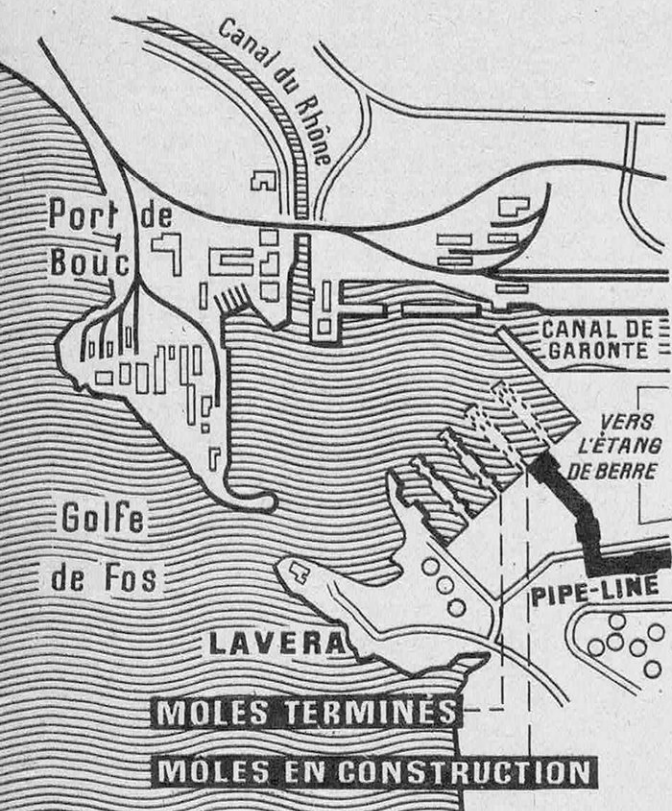 Canal du Rhône
Port de
Bouc
CANAL DE
GARONTE
VERS
L'ÉTANG
DE BERRE
Golfe
de Fos
PIPE-LINE
LAVERA
MOLES TERMINÉS
MÔLES EN CONSTRUCTION